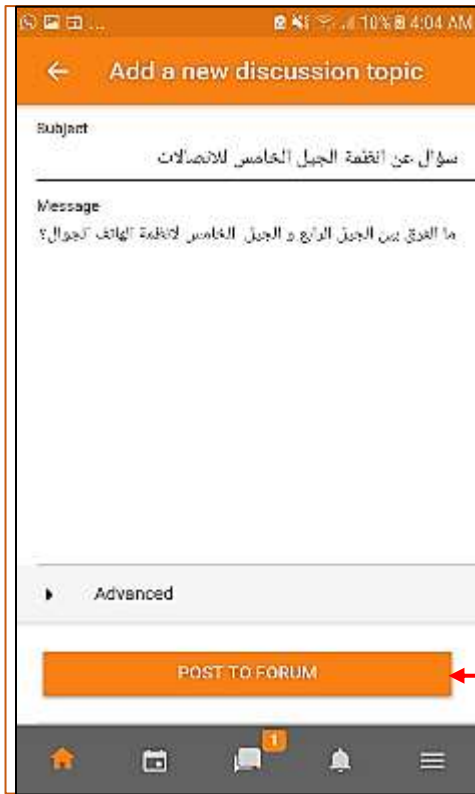 ... 10% 4:04 AM
Add a new discussion topic
Subject
سؤال عن انظمة الجيل الخامس للاتصالات
Message
ما الفرق بين الجيل الرابع و الجيل الخامس لانظمة الهاتف الجوال؟
Advanced
POST TO FORUM
1